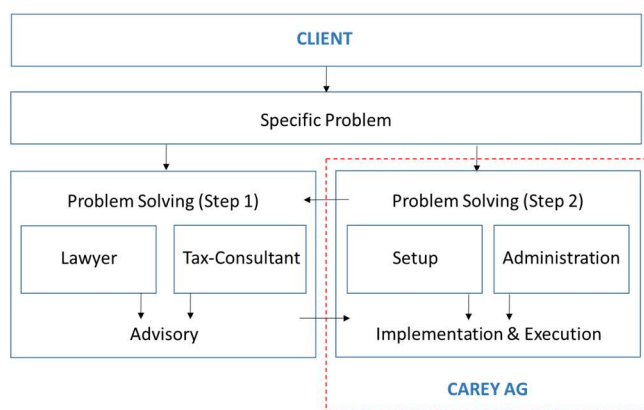 CLIENT
Specific Problem
Problem Solving (Step 1)
Problem Solving (Step 2)
Lawyer
Tax-Consultant
Setup
Administration
Advisory
Implementation & Execution
CAREY AG